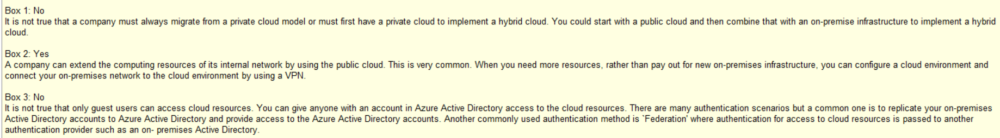 Box 1: No
It is not true that a company must always migrate from a private cloud model or must first have a private cloud to implement a hybrid cloud. You could start with a public cloud and then combine that with an on-premise infrastructure to implement a hybrid
cloud.
Box 2: Yes
A company can extend the computing resources of its internal network by using the public cloud. This is very common. When you need more resources, rather than pay out for new on-premises infrastructure, you can configure a cloud environment and
connect your on-premises network to the cloud environment by using a VPN.
Box 3: No
It is not true that only guest users can access cloud resources. You can give anyone with an account in Azure Active Directory access to the cloud resources. There are many authentication scenarios but a common one is to replicate your on-premises
Active Directory accounts to Azure Active Directory and provide access to the Azure Active Directory accounts. Another commonly used authentication method is `Federation' where authentication for access to cloud resources is passed to another
authentication provider such as an on- premises Active Directory.